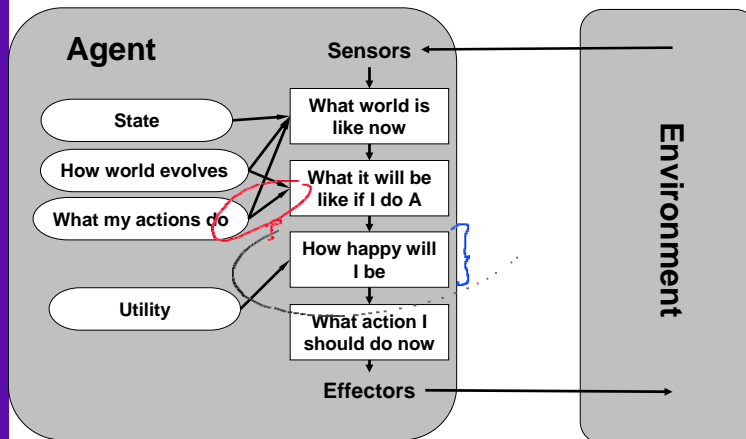 Agent
Sensors
What world is
like now
State
How world evolves
What it will be
like if I do A
What my actions do
How happy will
I be
Utility
What action I
should do now
Effectors
Environment